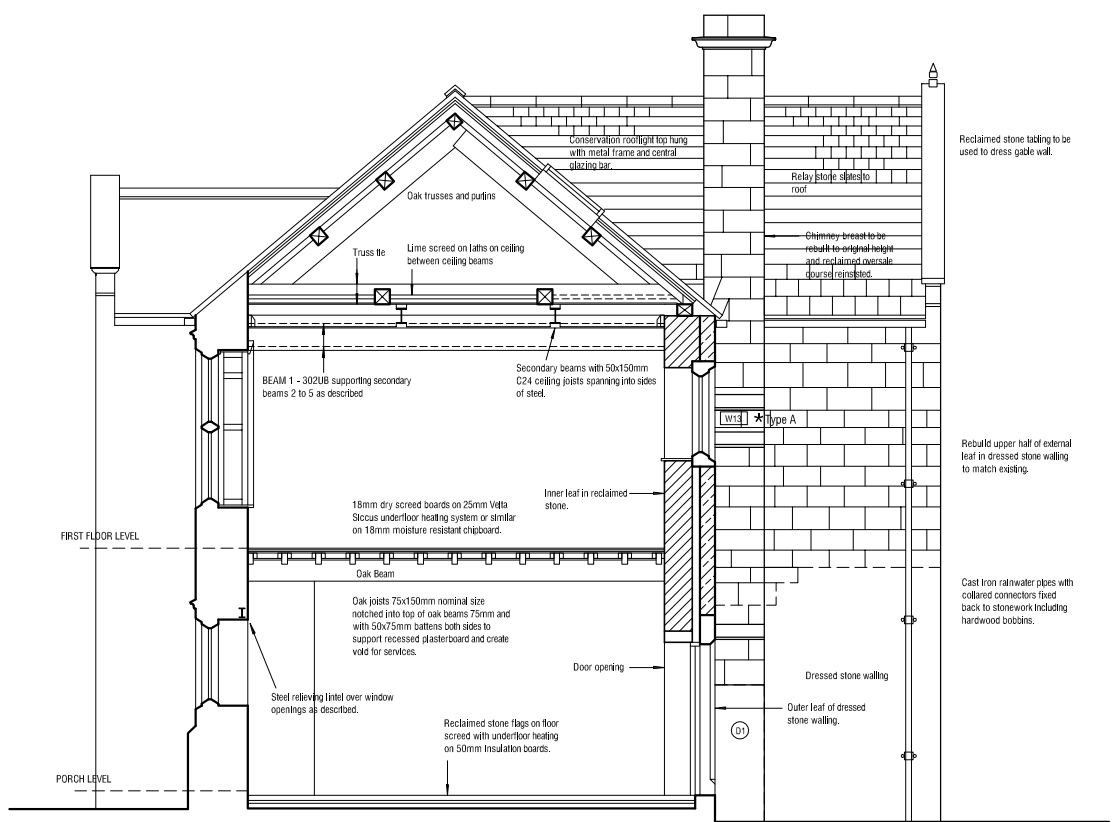 Conservation rooflight top hung
with metal frame and central
glazing bar.
Reclaimed stone tabling to be
used to dress gable wall.
Relay stone slates to
roof
Oak trusses and purlins
Chimney breast to be
rebuilt to original height
and reclaimed oversale
course reinststed.
Truss tie
Lime screed on laths on ceiling
between ceiling beams
BEAM 1 - 302UB supporting secondary
beams 2 to 5 as described
Secondary beams with 50x150mm
C24 ceiling joists spanning into sides
of steel.
W13
*Type A
Rebuild upper half of external
leaf in dressed stone walling
to match existing.
Inner leaf in reclaimed
stone.
18mm dry screed boards on 25mm Velta
Siccus underfloor heating system or similar
on 18mm moisture resistant chipboard.
FIRST FLOOR LEVEL
Oak Beam
Oak joists 75x150mm nominal size
notched into top of oak beams 75mm and
with 50x75mm battens both sides to
support recessed plasterboard and create
void for services.
Cast Iron rainwater pipes with
collared connectors fixed
back to stonework including
hardwood bobbins.
Door opening
Dressed stone walling
Steel relieving lintel over window
openings as described.
Outer leaf of dressed
stone walling.
Reclaimed stone flags on floor
screed with underfloor heating
on 50mm Insulation boards.
D1
PORCH LEVEL